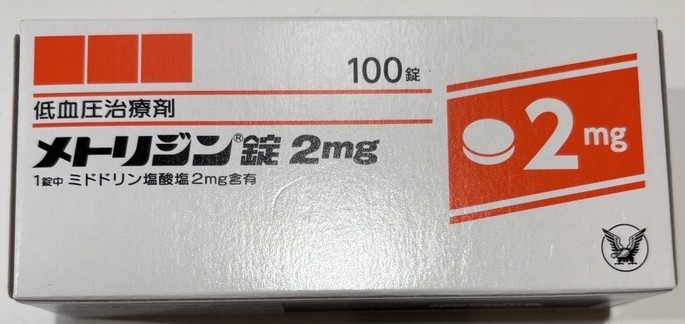 100錠
低血圧治療剤
メトリジン®錠 2mg
1錠中 ミドドリン塩酸塩2mg含有
2mg